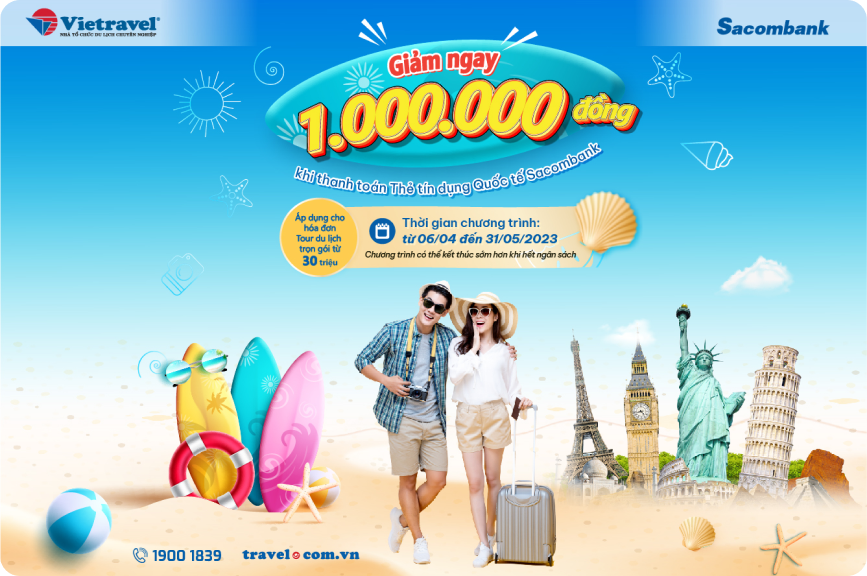 Vietravel®
NHÀ TỔ CHỨC DU LỊCH CHUYÊN NGHIỆP
Sacombank
Giảm ngay
1.000.000 đồng
khi thanh toán Thẻ tín dụng Quốc tế Sacombank
Áp dụng cho
hóa đơn
Tour du lịch
trọn gói từ
30 triệu
Thời gian chương trình:
từ 06/04 đến 31/05/2023
Chương trình có thể kết thúc sớm hơn khi hết ngân sách
1900 1839
travel.com.vn